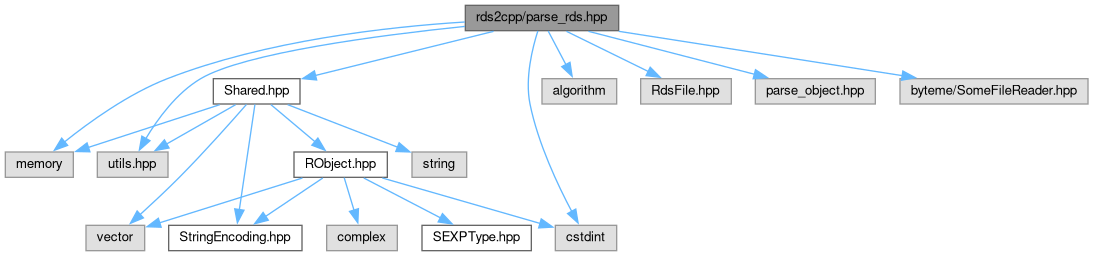 rds2cpp/parse_rds.hpp
Shared.hpp
algorithm
RdsFile.hpp
parse_object.hpp
byteme/SomeFileReader.hpp
memory
utils.hpp
RObject.hpp
string
vector
StringEncoding.hpp
complex
SEXPType.hpp
cstdint